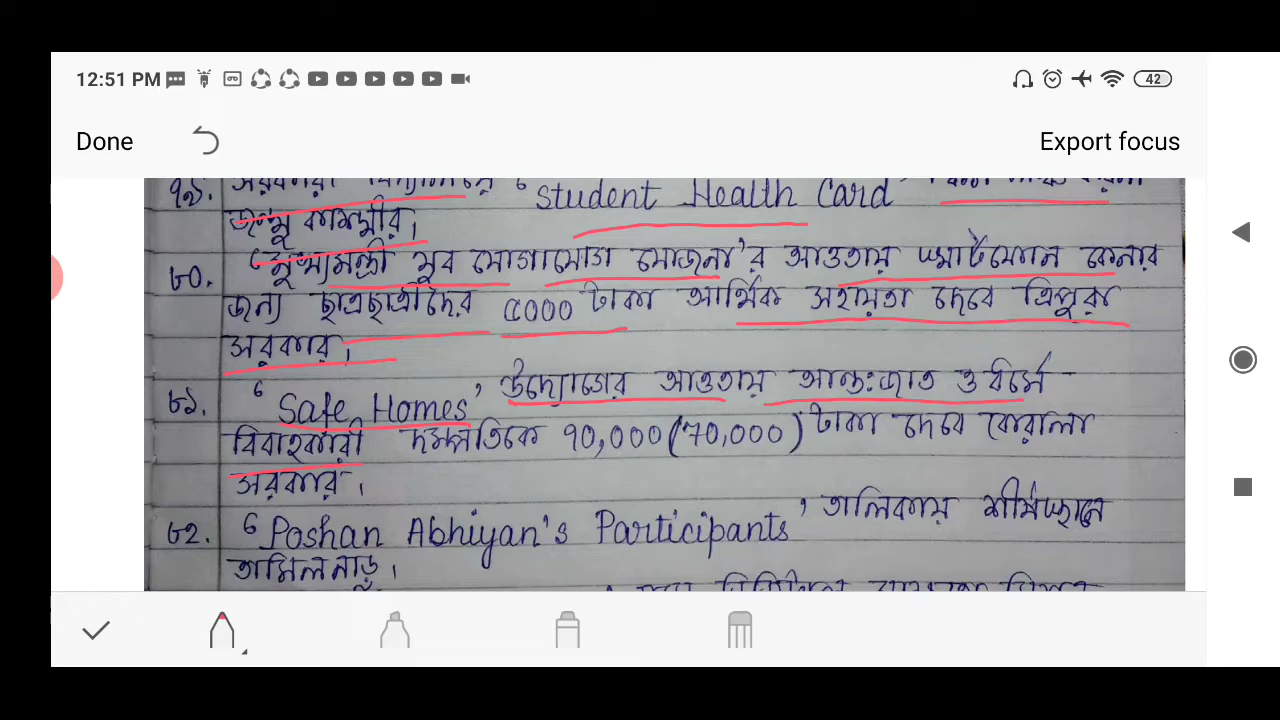 12:51 PM
42
Done
Export focus
৭৯. সরকারী 'Student Health Card'
জম্মু কাশ্মীর।
৮০. 'মুখ্যমন্ত্রী যুব যোগাযোগ যোজনা'র আওতায় স্মার্টফোন কেনার
জন্য ছাত্রছাত্রীদের ৫০০০ টাকা আর্থিক সহায়তা দেবে ত্রিপুরা
সরকার।
৮১. 'Safe Homes' উদ্যোগের আওতায় আন্তঃজাত ও ধর্মে
বিবাহকারী দম্পতিকে ৭০,০০০ (70,000) টাকা দেবে কেরালা
সরকার।
৮২. 'Poshan Abhiyan's Participants' তালিকায় শীর্ষস্থানে
তামিলনাড়ু।